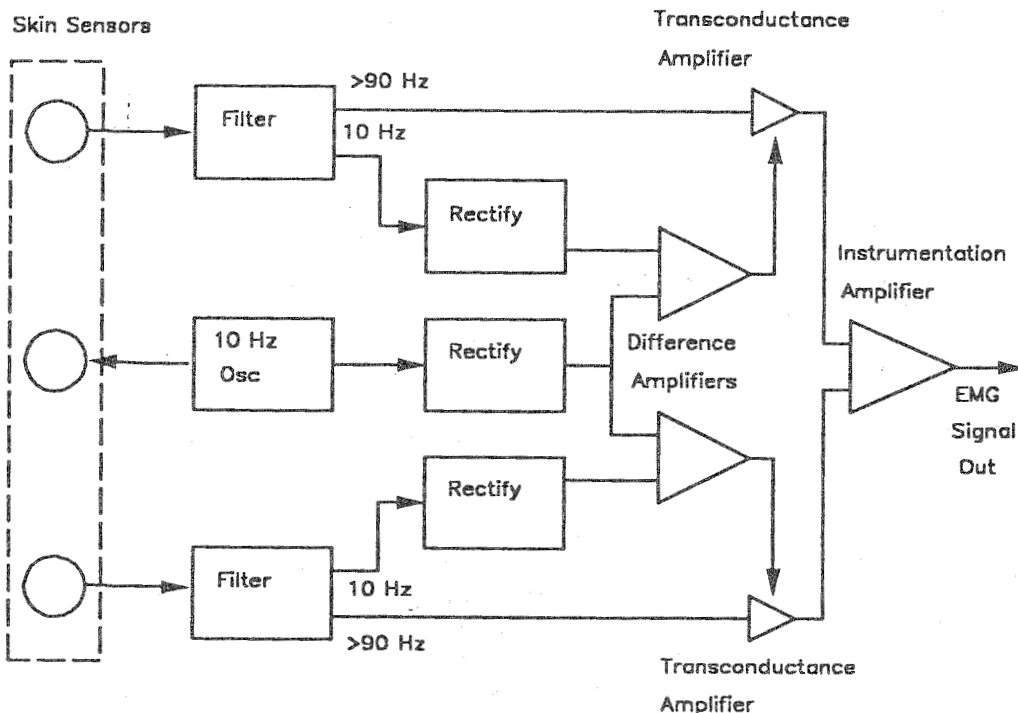 Skin Sensors
Transconductance
Amplifier
>90 Hz
Filter
10 Hz
Rectify
Instrumentation
Amplifier
10 Hz
Osc
Rectify
Difference
Amplifiers
EMG
Signal
Out
Rectify
Filter
10 Hz
>90 Hz
Transconductance
Amplifier